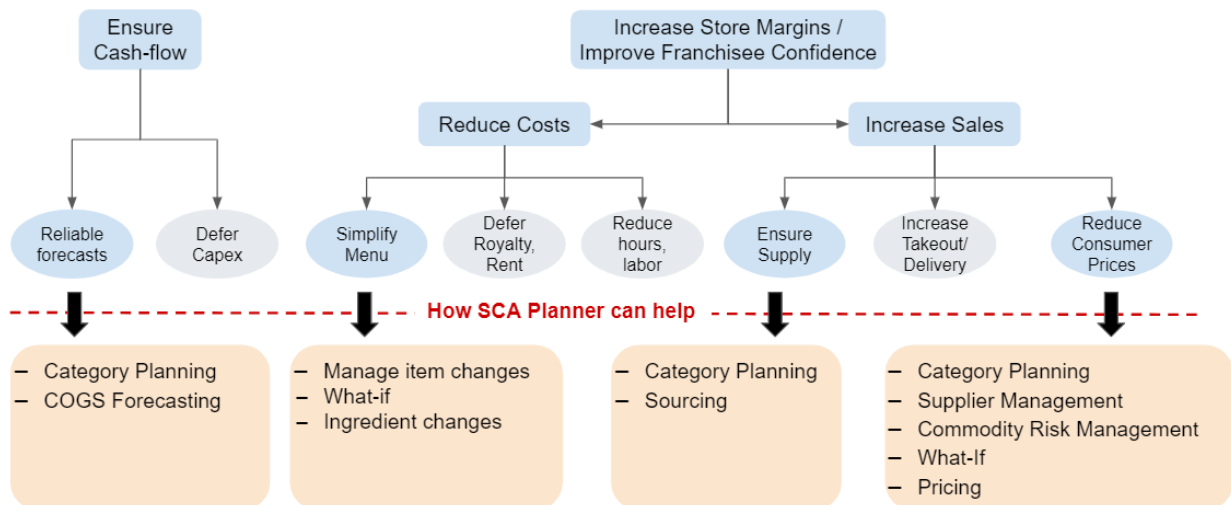 Ensure
Cash-flow
Increase Store Margins /
Improve Franchisee Confidence
Reduce Costs
Increase Sales
Reliable
forecasts
Defer
Capex
Simplify
Menu
Defer
Royalty,
Rent
Reduce
hours,
labor
Ensure
Supply
Increase
Takeout/
Delivery
Reduce
Consumer
Prices
How SCA Planner can help
– Category Planning
– COGS Forecasting
– Manage item changes
– What-if
– Ingredient changes
– Category Planning
– Sourcing
– Category Planning
– Supplier Management
– Commodity Risk Management
– What-If
– Pricing